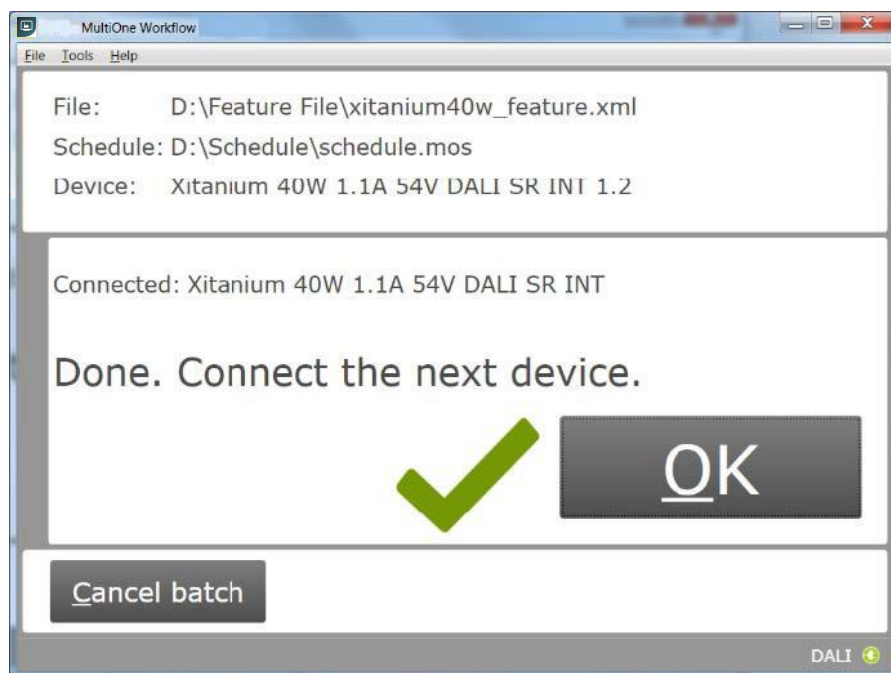 MultiOne Workflow
File Tools Help
File: D:\Feature File\xitanium40w_feature.xml
Schedule: D:\Schedule\schedule.mos
Device: Xitanium 40W 1.1A 54V DALI SR INT 1.2
Connected: Xitanium 40W 1.1A 54V DALI SR INT
Done. Connect the next device.
OK
Cancel batch
DALI